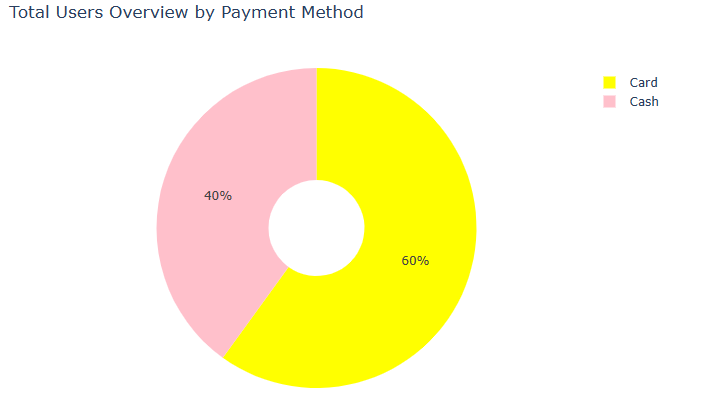 Total Users Overview by Payment Method
Card
Cash
40%
60%